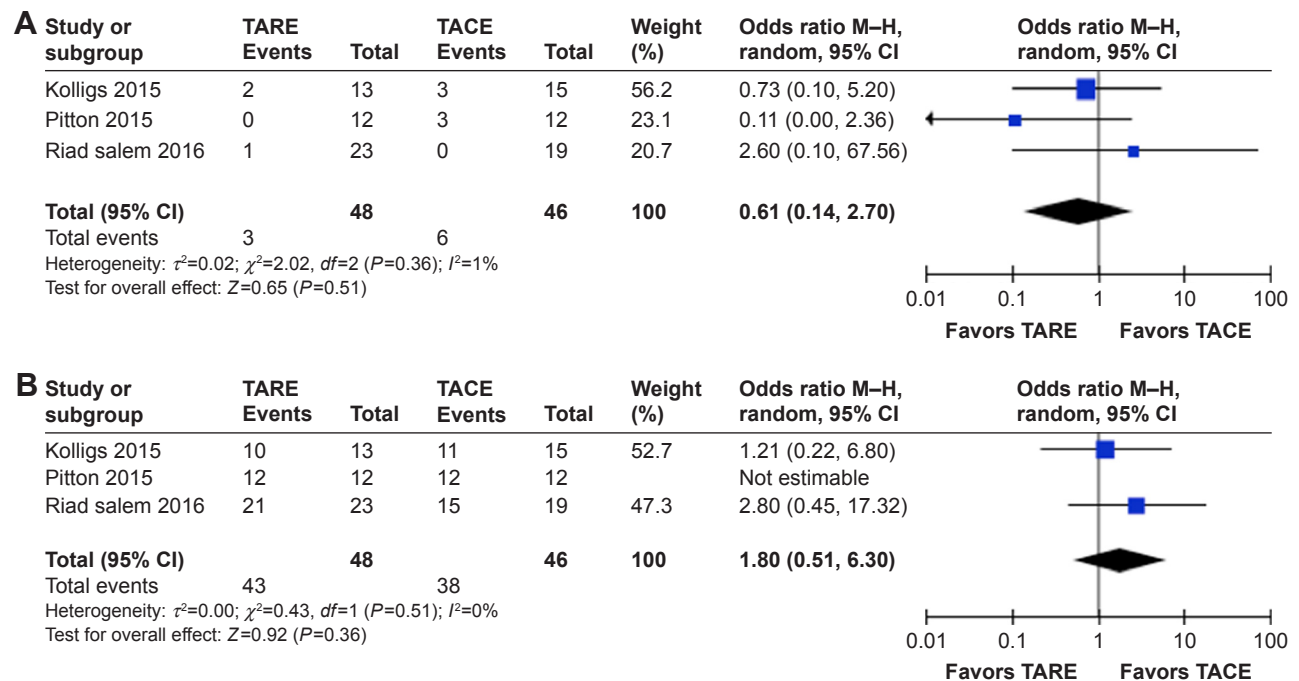 A Study or subgroup TARE Events Total TACE Events Total Weight (%) Odds ratio M–H, random, 95% CI Odds ratio M–H, random, 95% CI
Kolligs 2015 2 13 3 15 56.2 0.73 (0.10, 5.20)
Pitton 2015 0 12 3 12 23.1 0.11 (0.00, 2.36)
Riad salem 2016 1 23 0 19 20.7 2.60 (0.10, 67.56)
Total (95% CI) 48 46 100 0.61 (0.14, 2.70)
Total events 3 6
Heterogeneity: τ²=0.02; χ²=2.02, df=2 (P=0.36); I²=1%
Test for overall effect: Z=0.65 (P=0.51)
0.01 0.1 1 10 100
Favors TARE Favors TACE
B Study or subgroup TARE Events Total TACE Events Total Weight (%) Odds ratio M–H, random, 95% CI Odds ratio M–H, random, 95% CI
Kolligs 2015 10 13 11 15 52.7 1.21 (0.22, 6.80)
Pitton 2015 12 12 12 12 Not estimable
Riad salem 2016 21 23 15 19 47.3 2.80 (0.45, 17.32)
Total (95% CI) 48 46 100 1.80 (0.51, 6.30)
Total events 43 38
Heterogeneity: τ²=0.00; χ²=0.43, df=1 (P=0.51); I²=0%
Test for overall effect: Z=0.92 (P=0.36)
0.01 0.1 1 10 100
Favors TARE Favors TACE